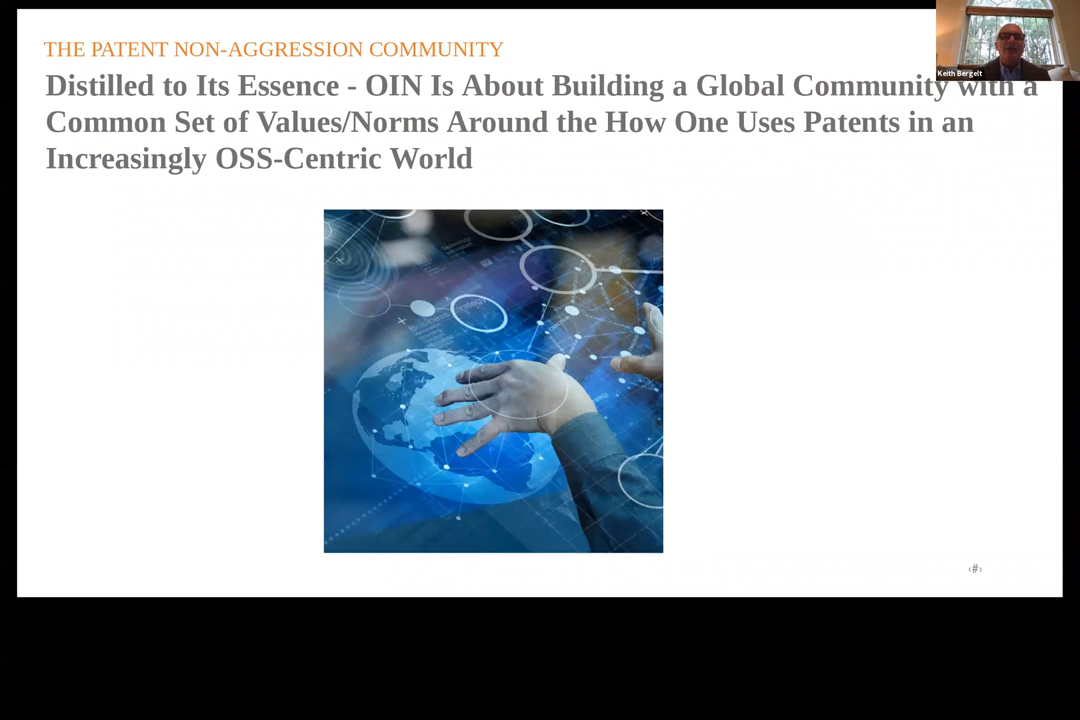 THE PATENT NON-AGGRESSION COMMUNITY
Keith Bergelt
Distilled to Its Essence - OIN Is About Building a Global Community with a
Common Set of Values/Norms Around the How One Uses Patents in an
Increasingly OSS-Centric World
Technology
‹#›